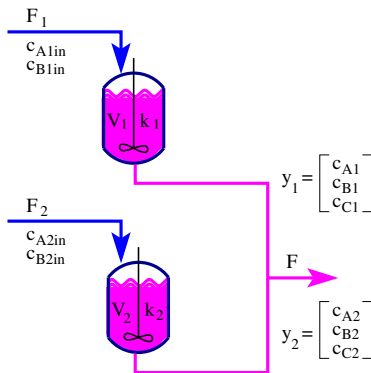 F1
cA1in
cB1in
V1 k1
y1 = [cA1
cB1
cC1]
F2
cA2in
cB2in
F
V2 k2
y2 = [cA2
cB2
cC2]